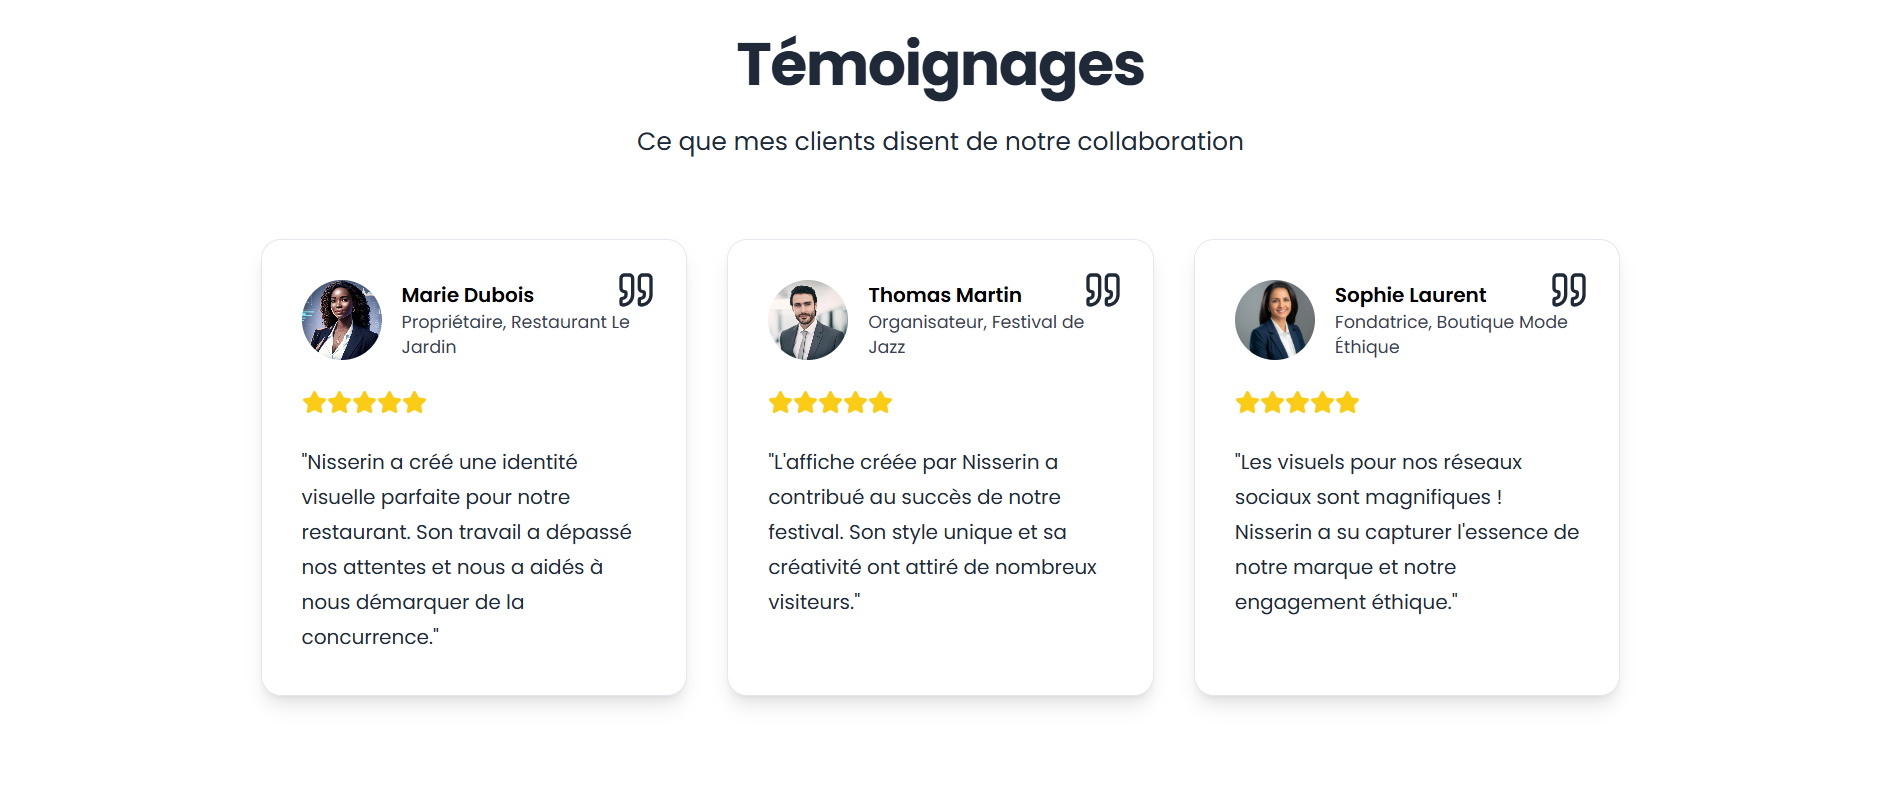 Témoignages
Ce que mes clients disent de notre collaboration
Marie Dubois
Propriétaire, Restaurant Le
Jardin
"Nisserin a créé une identité
visuelle parfaite pour notre
restaurant. Son travail a dépassé
nos attentes et nous a aidés à
nous démarquer de la
concurrence."
Thomas Martin
Organisateur, Festival de
Jazz
"L'affiche créée par Nisserin a
contribué au succès de notre
festival. Son style unique et sa
créativité ont attiré de nombreux
visiteurs."
Sophie Laurent
Fondatrice, Boutique Mode
Éthique
"Les visuels pour nos réseaux
sociaux sont magnifiques !
Nisserin a su capturer l'essence de
notre marque et notre
engagement éthique."